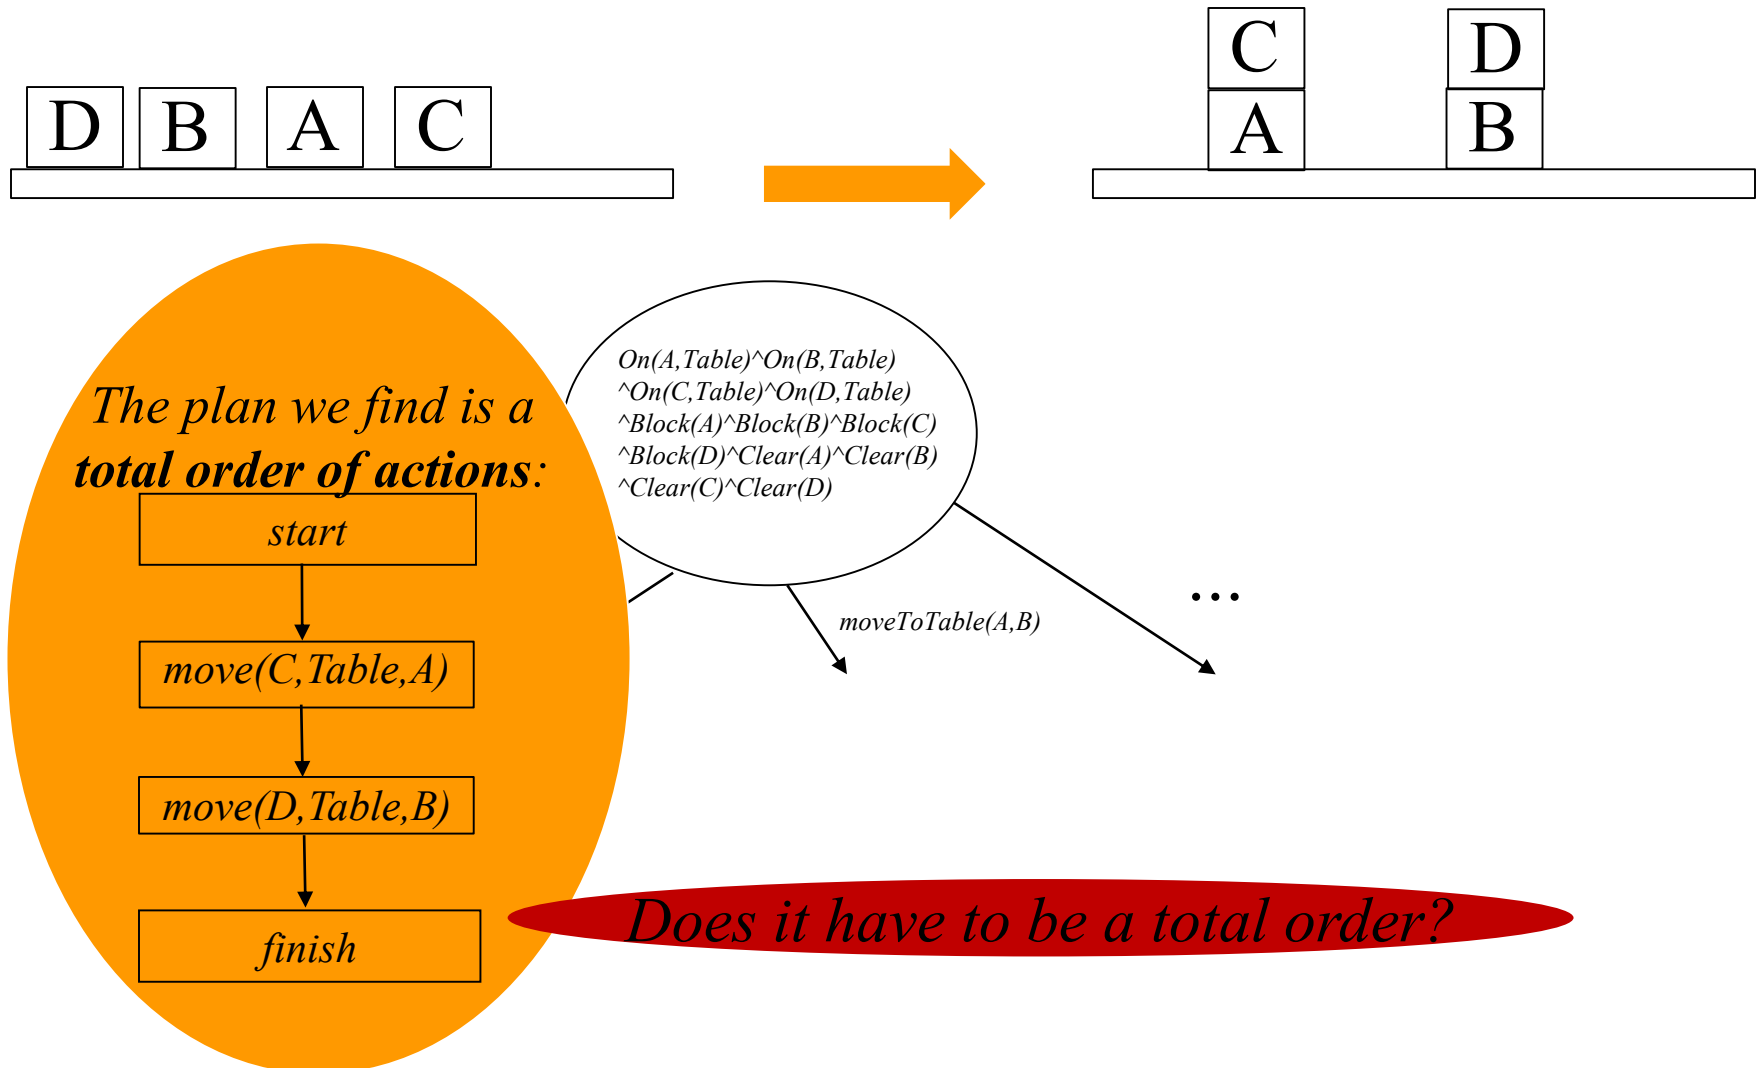 D B A C
C D
A B
The plan we find is a
total order of actions:
start
move(C,Table,A)
move(D,Table,B)
finish
On(A,Table)^On(B,Table)
^On(C,Table)^On(D,Table)
^Block(A)^Block(B)^Block(C)
^Block(D)^Clear(A)^Clear(B)
^Clear(C)^Clear(D)
moveToTable(A,B)
...
Does it have to be a total order?